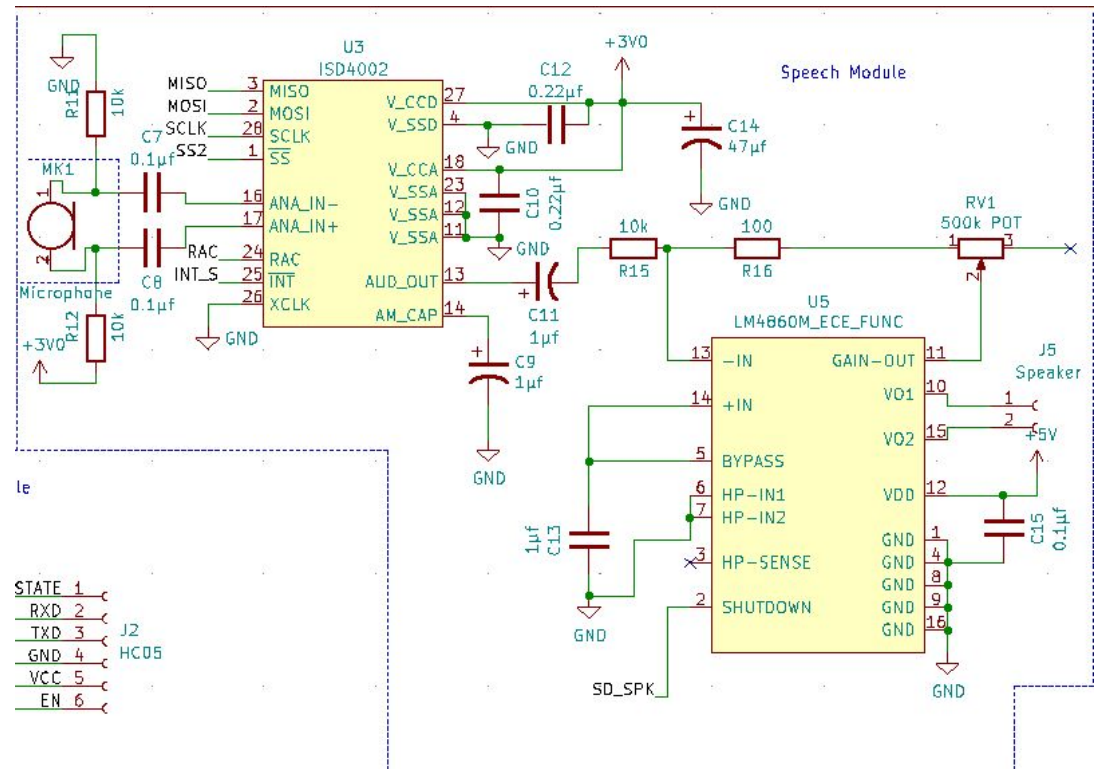 Speech Module
+3V0
GND
R11
10k
MISO
MOSI
SCLK
SS2
3
2
28
1
U3
ISD4002
MISO
MOSI
SCLK
SS
ANA_IN-
ANA_IN+
RAC
INT
XCLK
V_CCD
V_SSD
V_CCA
V_SSA
V_SSA
V_SSA
AUD_OUT
AM_CAP
27
4
18
23
12
11
13
14
C12
0.22µf
GND
+
C14
47µf
GND
C7
0.1µf
MK1
1
2
Microphone
16
17
RAC
24
INT_S
25
26
GND
C8
0.1µf
R12
10k
+3V0
C10
0.22µf
GND
+
C11
1µf
10k
R15
100
R16
RV1
500k POT
1
3
2
+
C9
1µf
GND
U5
LM4860M_ECE_FUNC
13
14
5
6
7
3
2
-IN
+IN
BYPASS
HP-IN1
HP-IN2
HP-SENSE
SHUTDOWN
GAIN-OUT
VO1
VO2
VDD
GND
GND
GND
GND
GND
11
10
15
12
1
4
8
9
16
J5
Speaker
1
2
+5V
C15
0.1µf
GND
1µf
C13
GND
SD_SPK
le
STATE 1
RXD 2
TXD 3
GND 4
VCC 5
EN 6
J2
HC05